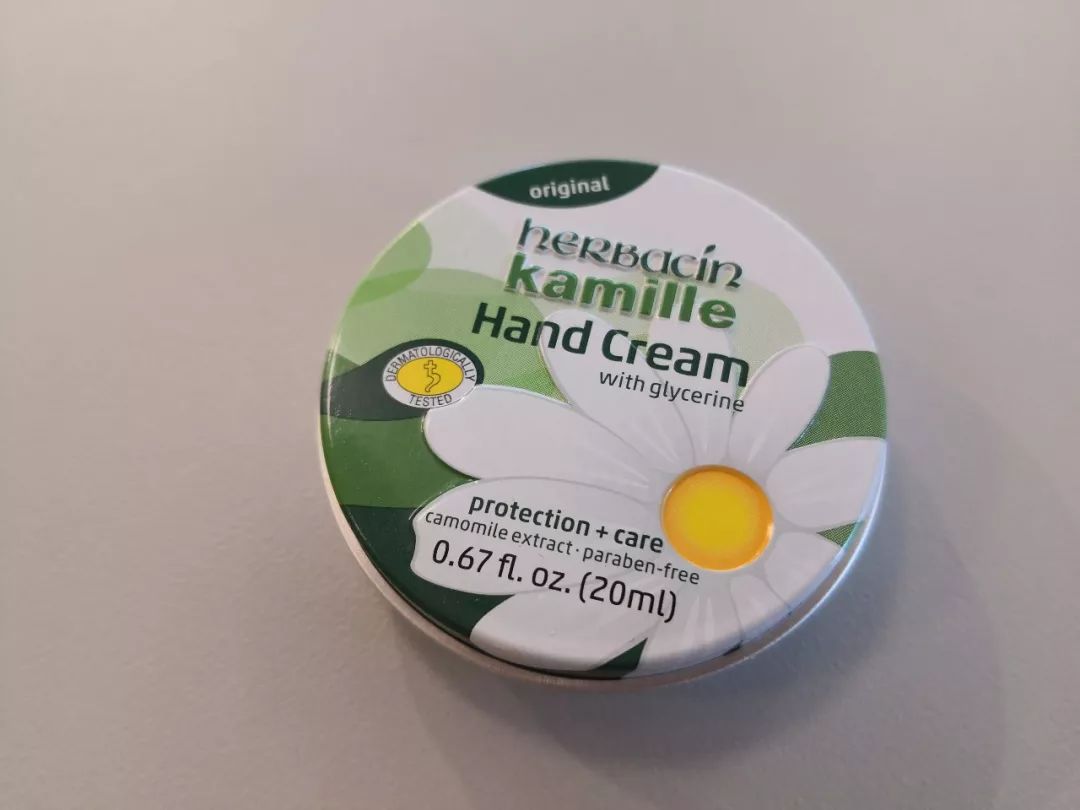 original
herbacin
kamille
Hand Cream
with glycerine
DERMATOLOGICALLY
TESTED
protection + care
camomile extract · paraben-free
0.67 fl. oz. (20ml)